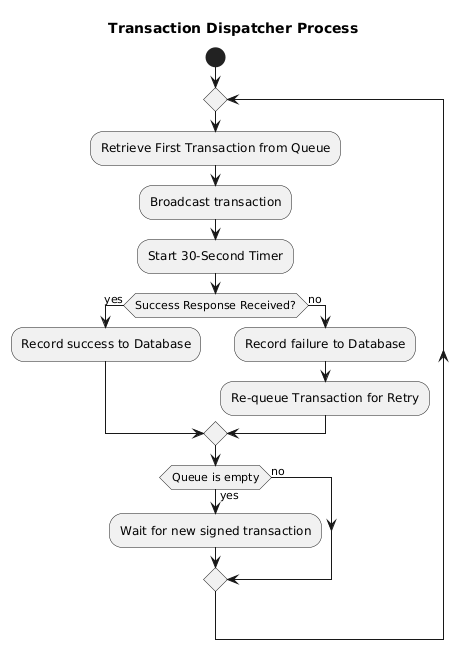 Transaction Dispatcher Process
Retrieve First Transaction from Queue
Broadcast transaction
Start 30-Second Timer
yes
Success Response Received?
no
Record success to Database
Record failure to Database
Re-queue Transaction for Retry
Queue is empty
no
yes
Wait for new signed transaction